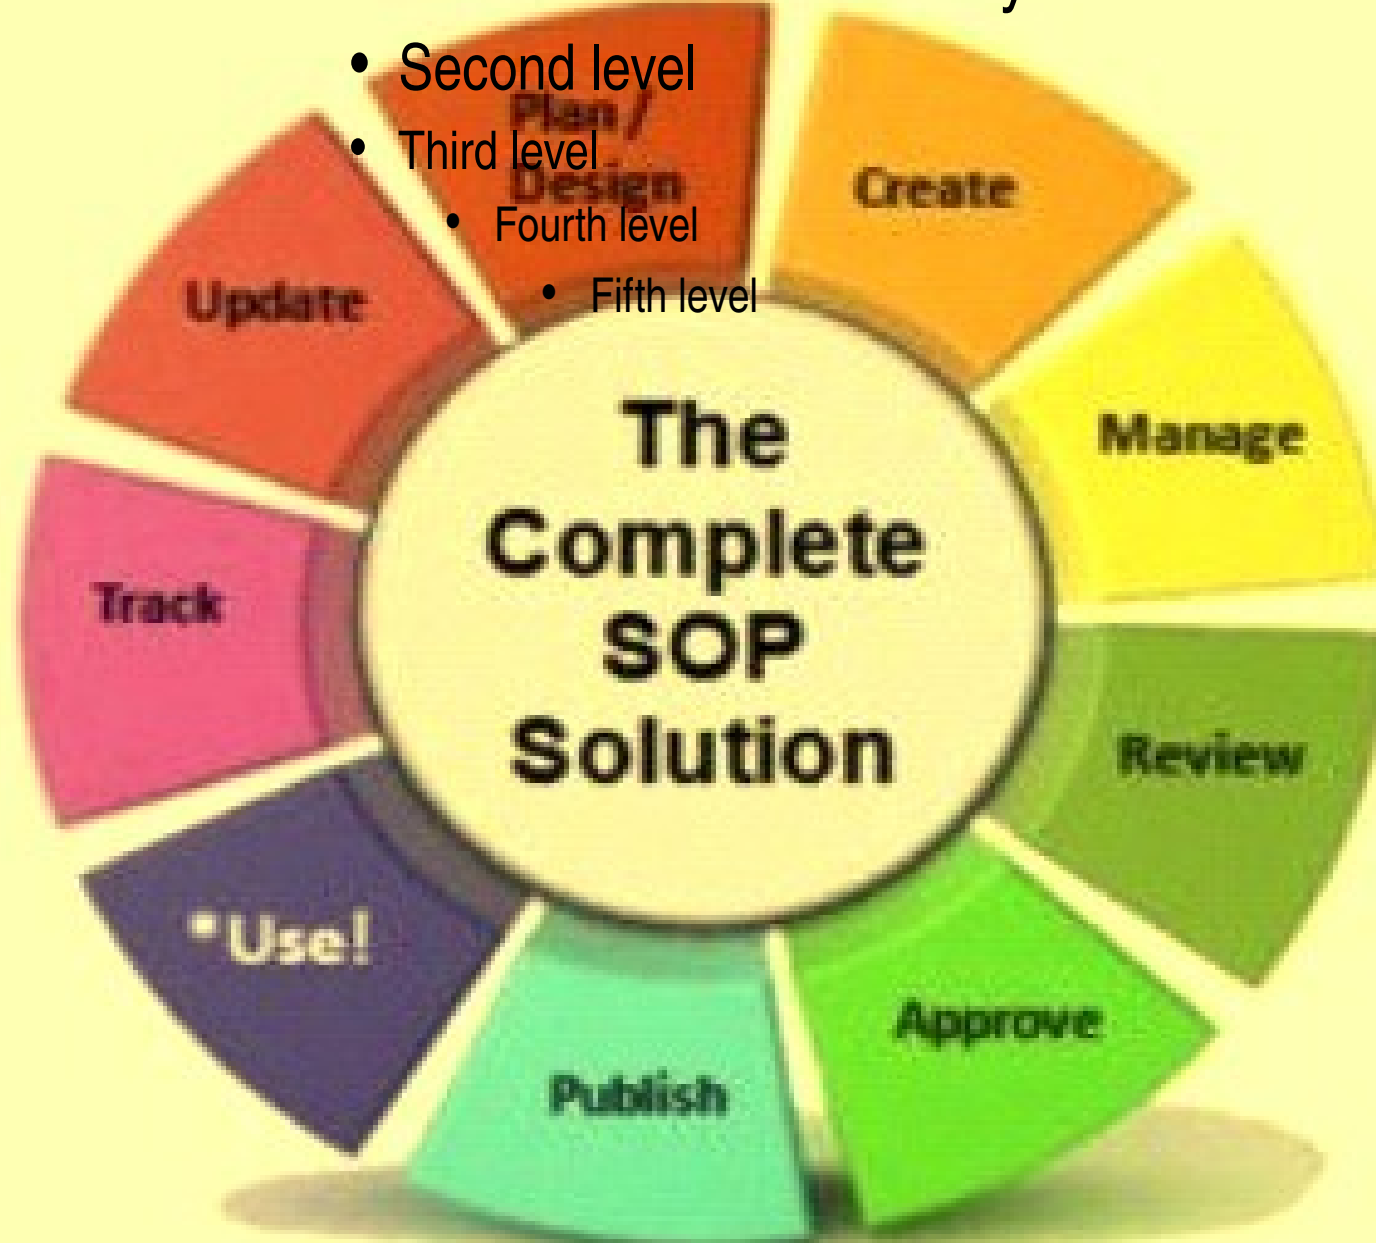 • Second level
Plan /
• Third level
Design
• Fourth level
• Fifth level
Create
Manage
Review
Approve
Publish
•Use!
Track
Update
The
Complete
SOP
Solution